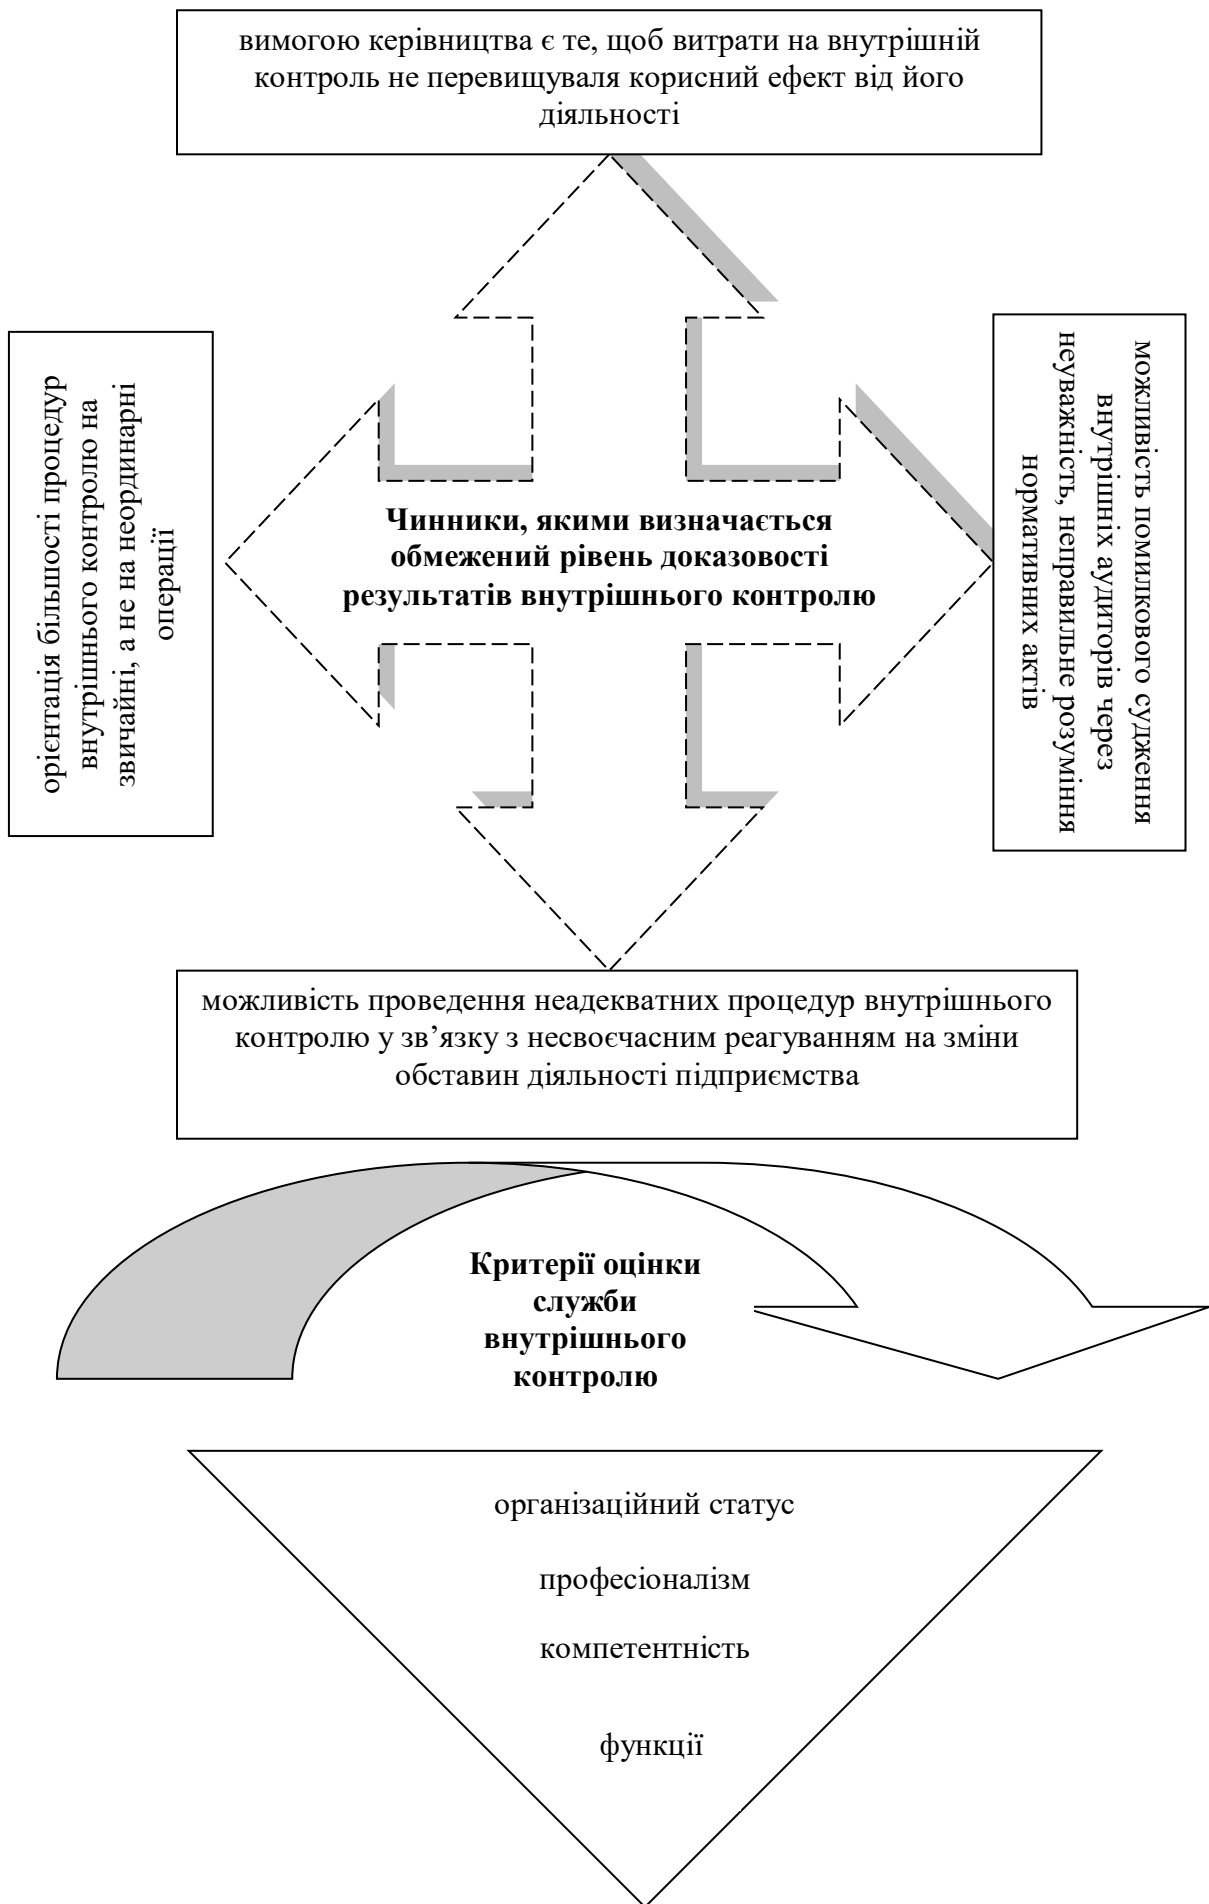 вимогою керівництва є те, щоб витрати на внутрішній
контроль не перевищуваля корисний ефект від його
діяльності
орієнтація більшості процедур
внутрішнього контролю на
звичайні, а не на неординарні
операції
Чинники, якими визначається
обмежений рівень доказовості
результатів внутрішнього контролю
можливість помилкового судження
внутрішніх аудиторів через
неуважність, неправильне розуміння
нормативних актів
можливість проведення неадекватних процедур внутрішнього
контролю у зв’язку з несвоєчасним реагуванням на зміни
обставин діяльності підприємства
Критерії оцінки
служби
внутрішнього
контролю
організаційний статус
професіоналізм
компетентність
функції